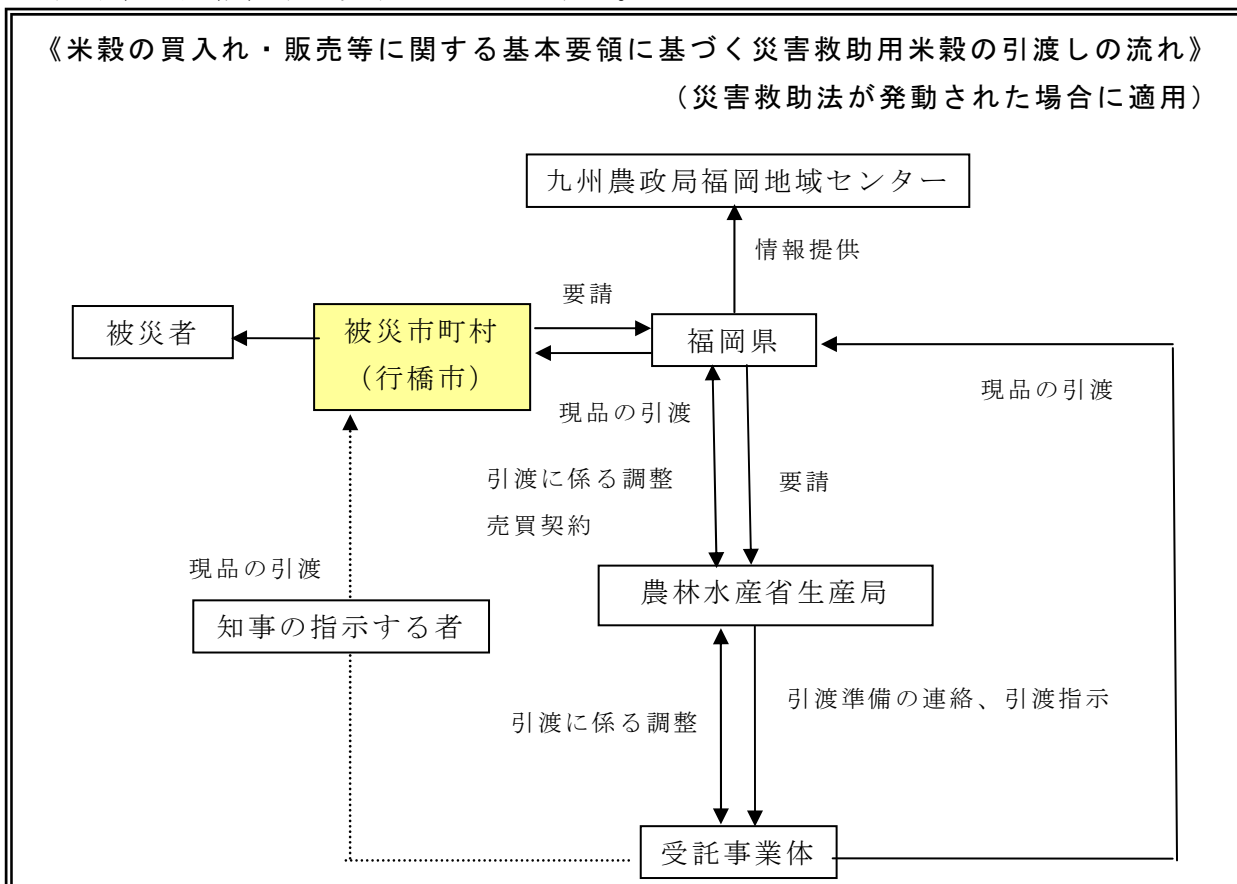 《米穀の買入れ・販売等に関する基本要領に基づく災害救助用米穀の引渡しの流れ》
（災害救助法が発動された場合に適用）
九州農政局福岡地域センター
情報提供
要請
被災者
被災市町村
（行橋市）
福岡県
現品の引渡
現品の引渡
引渡に係る調整
売買契約
要請
現品の引渡
農林水産省生産局
知事の指示する者
引渡準備の連絡、引渡指示
引渡に係る調整
受託事業体